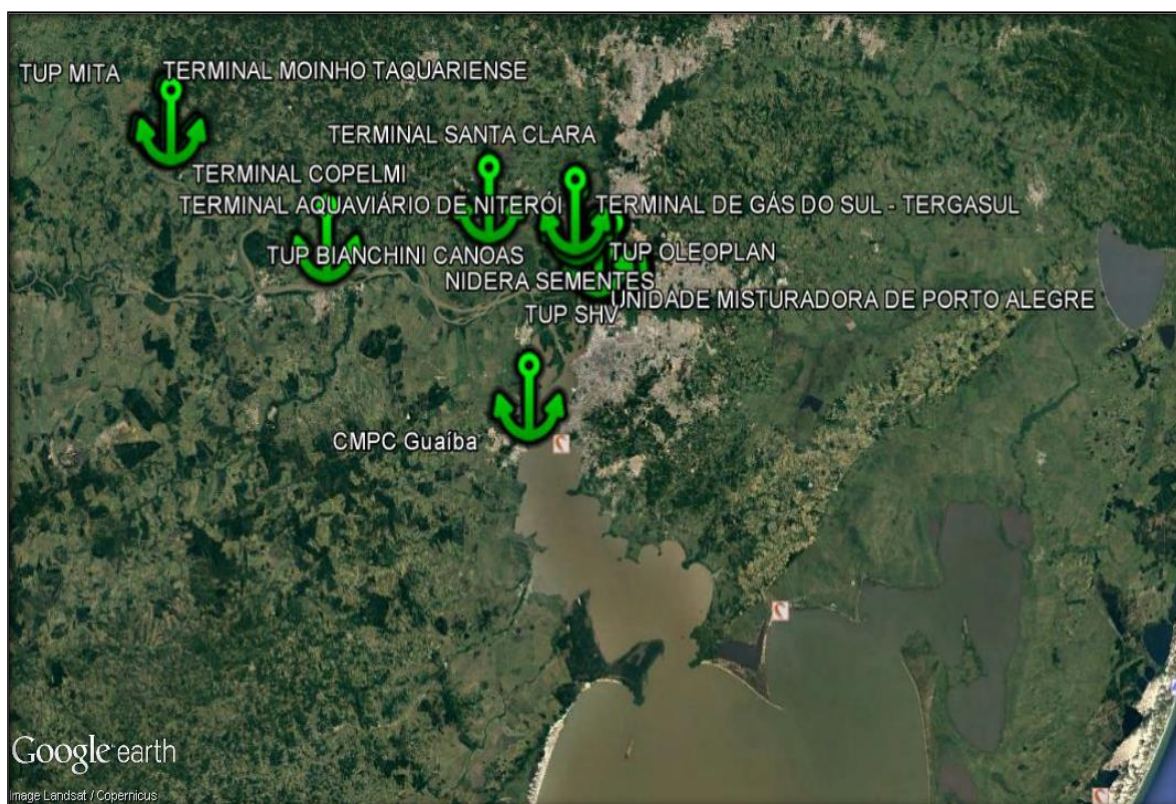 TUP MITA
TERMINAL MOINHO TAQUARIENSE
TERMINAL SANTA CLARA
TERMINAL COPELMI
TERMINAL AQUAVIÁRIO DE NITERÓI
TERMINAL DE GÁS DO SUL - TERGASUL
TUP BIANCHINI CANOAS
TUP OLEOPLAN
NIDERA SEMENTES
UNIDADE MISTURADORA DE PORTO ALEGRE
TUP SHV
CMPC Guaíba
Google earth
Image Landsat / Copernicus